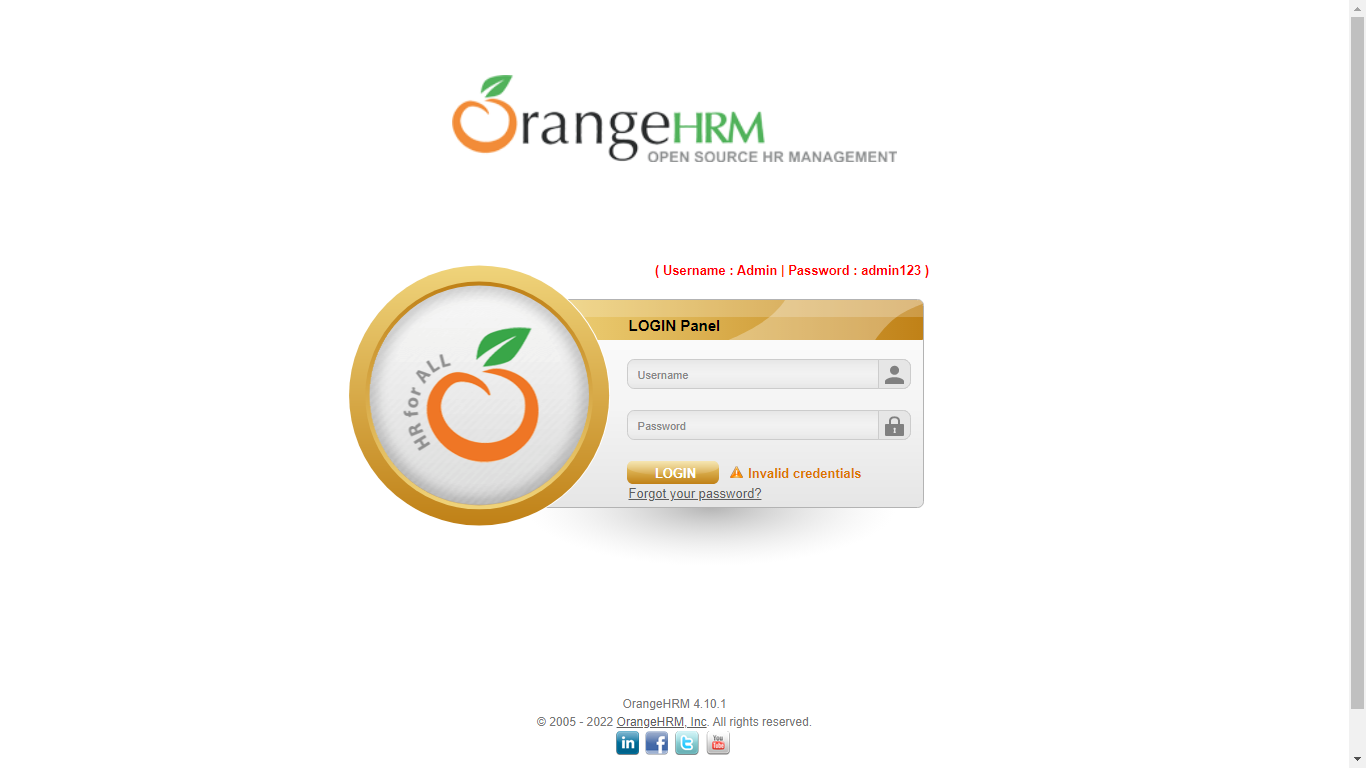 OrangeHRM
OPEN SOURCE HR MANAGEMENT
( Username : Admin | Password : admin123 )
HR for ALL
LOGIN Panel
Username
Password
LOGIN
Invalid credentials
Forgot your password?
OrangeHRM 4.10.1
© 2005 - 2022 OrangeHRM, Inc. All rights reserved.
in f t You Tube